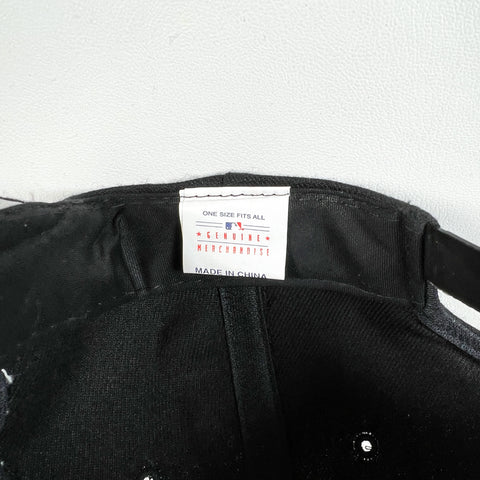 ONE SIZE FITS ALL
★ GENUINE ★
MERCHANDISE
MADE IN CHINA